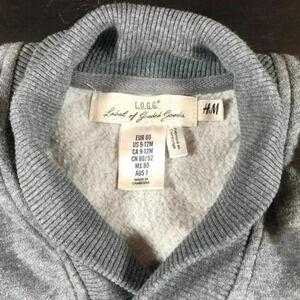 L.O.G.G.®
Label of Graded Goods
H&M
EUR 80
US 9-12M
CA 9-12M
CN 80/52
MX 80
AUS 1
MADE IN
CAMBODIA